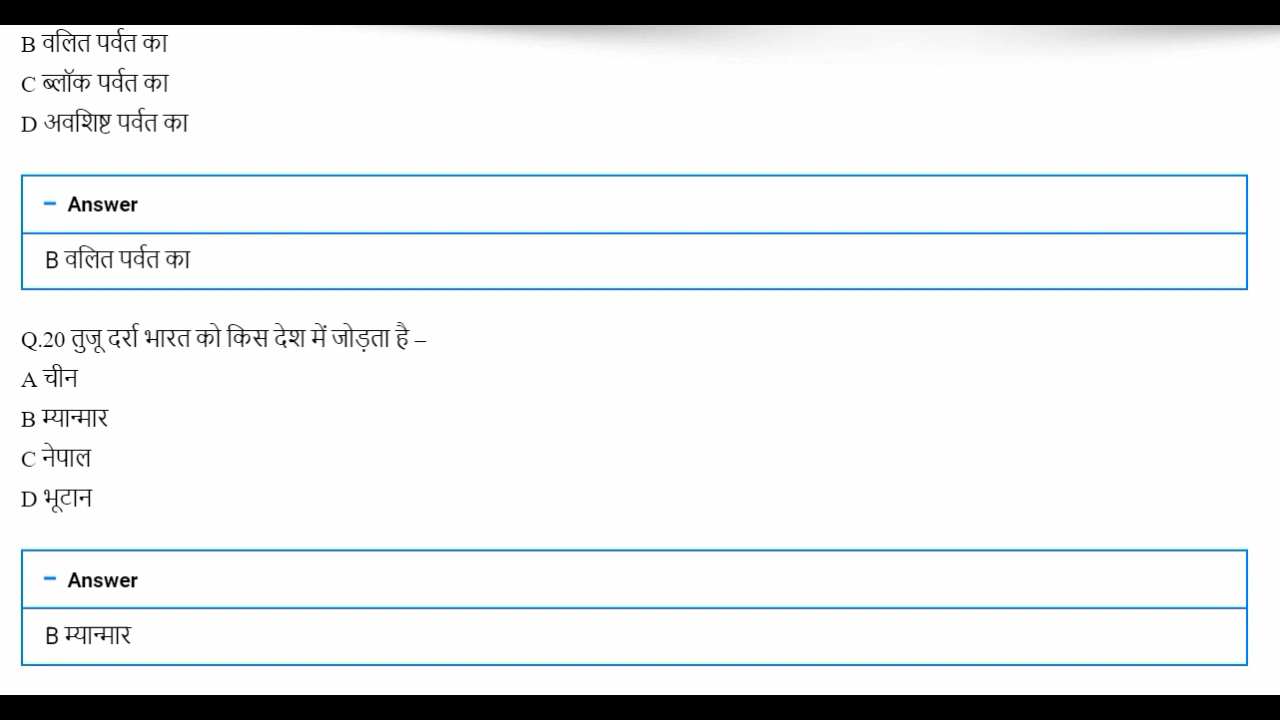 B वलित पर्वत का
C ब्लॉक पर्वत का
D अवशिष्ट पर्वत का
− Answer
B वलित पर्वत का
Q.20 तुजू दर्रा भारत को किस देश में जोड़ता है –
A चीन
B म्यान्मार
C नेपाल
D भूटान
− Answer
B म्यान्मार